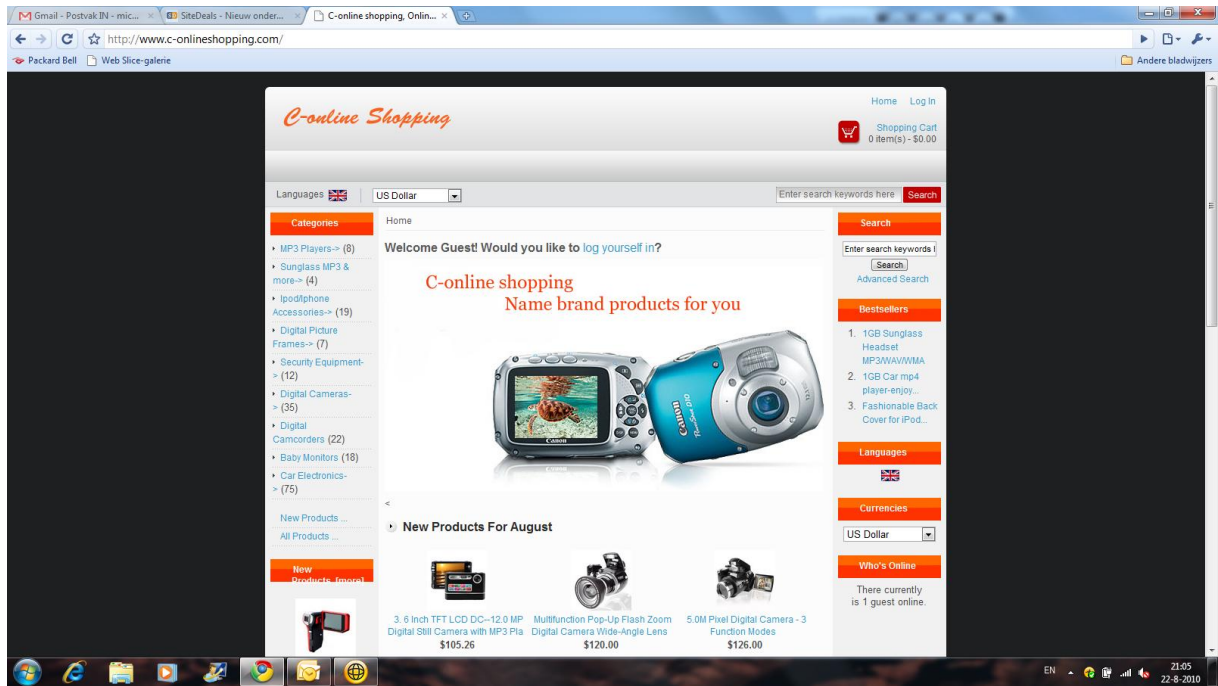 Gmail - Postvak IN - mic...
SiteDeals - Nieuw onder...
C-online shopping, Onlin...
http://www.c-onlineshopping.com/
Packard Bell
Web Slice-galerie
Andere bladwijzers
C-online Shopping
Home Log In
Shopping Cart
0 item(s) - $0.00
Languages
US Dollar
Enter search keywords here
Search
Categories
MP3 Players-> (8)
Sunglass MP3 &
more-> (4)
Ipod/Iphone
Accessories-> (19)
Digital Picture
Frames-> (7)
Security Equipment-
> (12)
Digital Cameras-
> (35)
Digital
Camcorders (22)
Baby Monitors (18)
Car Electronics-
> (75)
New Products ...
All Products ...
New
Products [more]
Home
Welcome Guest! Would you like to log yourself in?
C-online shopping
Name brand products for you
Canon
Canon
PowerShot D10
<
New Products For August
3. 6 Inch TFT LCD DC--12.0 MP
Digital Still Camera with MP3 Pla
$105.26
Multifunction Pop-Up Flash Zoom
Digital Camera Wide-Angle Lens
$120.00
5.0M Pixel Digital Camera - 3
Function Modes
$126.00
Search
Enter search keywords
Search
Advanced Search
Bestsellers
1. 1GB Sunglass
Headset
MP3/WAV/WMA
2. 1GB Car mp4
player-enjoy...
3. Fashionable Back
Cover for iPod...
Languages
Currencies
US Dollar
Who's Online
There currently
is 1 guest online.
EN
21:05
22-8-2010